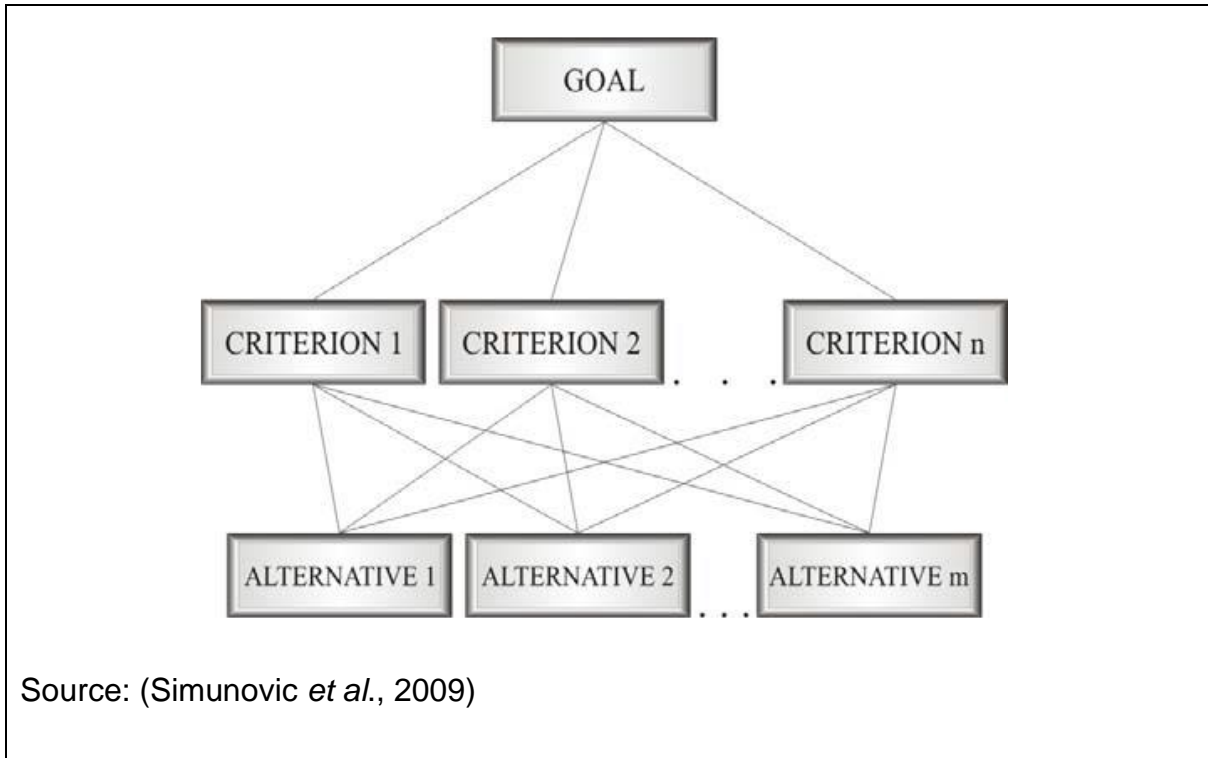 GOAL
CRITERION 1 CRITERION 2 . . . CRITERION n
ALTERNATIVE 1 ALTERNATIVE 2 . . . ALTERNATIVE m
Source: (Simunovic et al., 2009)